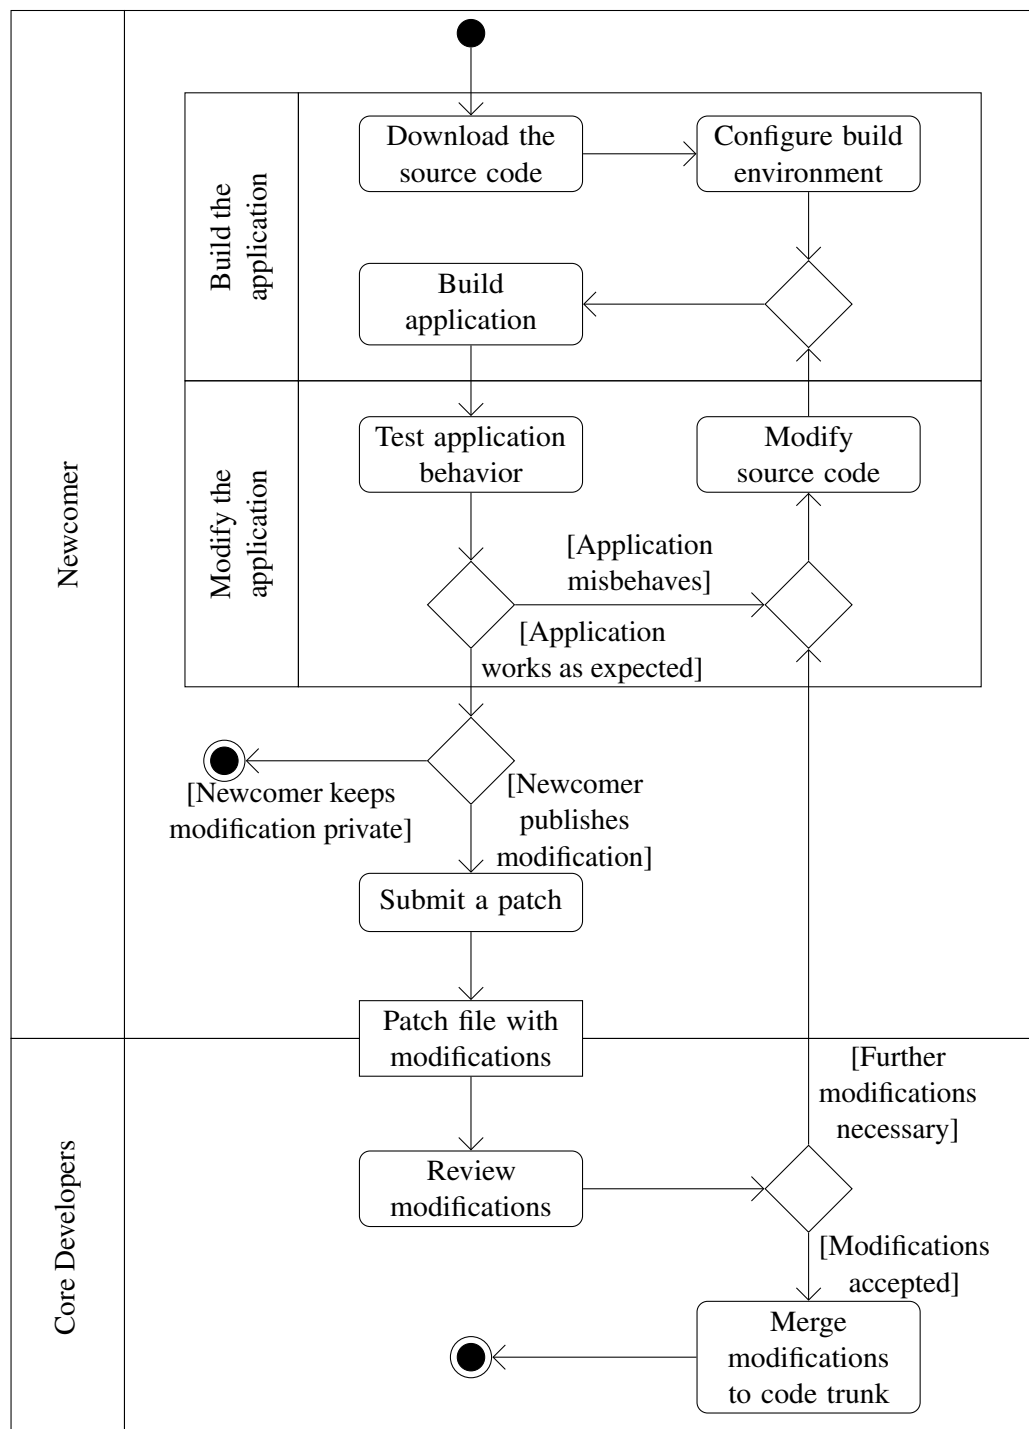 Newcomer
Build the
application
Download the
source code
Configure build
environment
Build
application
Modify the
application
Test application
behavior
Modify
source code
[Application
misbehaves]
[Application
works as expected]
[Newcomer keeps
modification private]
[Newcomer
publishes
modification]
Submit a patch
Patch file with
modifications
Core Developers
[Further
modifications
necessary]
Review
modifications
[Modifications
accepted]
Merge
modifications
to code trunk